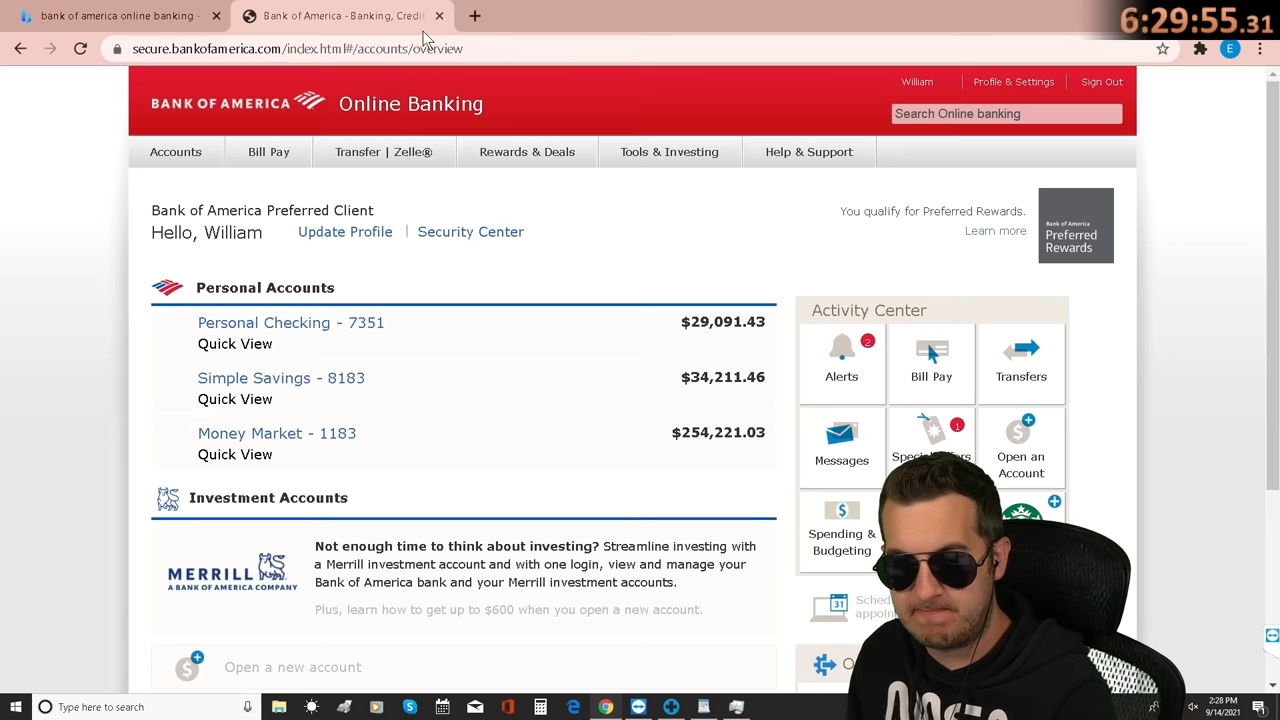 bank of america online banking -
Bank of America - Banking, Credit
6:29:55.31
secure.bankofamerica.com/index.html#/accounts/overview
E
BANK OF AMERICA
Online Banking
William
Profile & Settings
Sign Out
Search Online banking
Accounts
Bill Pay
Transfer | Zelle®
Rewards & Deals
Tools & Investing
Help & Support
Bank of America Preferred Client
Hello, William
Update Profile
Security Center
You qualify for Preferred Rewards.
Learn more
Bank of America
Preferred
Rewards
Personal Accounts
Personal Checking - 7351
$29,091.43
Quick View
Simple Savings - 8183
$34,211.46
Quick View
Money Market - 1183
$254,221.03
Quick View
Investment Accounts
Not enough time to think about investing? Streamline investing with
a Merrill investment account and with one login, view and manage your
Bank of America bank and your Merrill investment accounts.
Plus, learn how to get up to $600 when you open a new account.
MERRILL
A BANK OF AMERICA COMPANY
Open a new account
Activity Center
2
Alerts
Bill Pay
Transfers
Messages
1
Open an
Account
Spending &
Budgeting
31
Type here to search
2:28 PM
9/14/2021
1